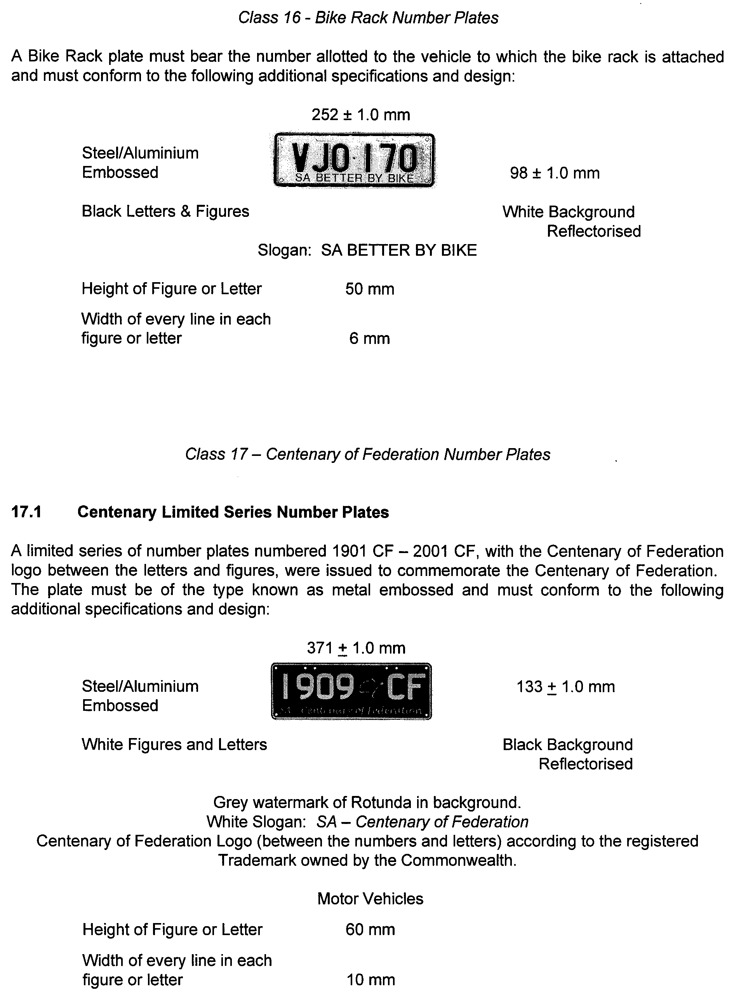 Class 16 - Bike Rack Number Plates
A Bike Rack plate must bear the number allotted to the vehicle to which the bike rack is attached
and must conform to the following additional specifications and design:
252 ± 1.0 mm
VJO·170
SA BETTER BY BIKE
Steel/Aluminium
Embossed
98 ± 1.0 mm
Black Letters & Figures
White Background
Reflectorised
Slogan: SA BETTER BY BIKE
Height of Figure or Letter 50 mm
Width of every line in each
figure or letter 6 mm
Class 17 – Centenary of Federation Number Plates
17.1 Centenary Limited Series Number Plates
A limited series of number plates numbered 1901 CF – 2001 CF, with the Centenary of Federation
logo between the letters and figures, were issued to commemorate the Centenary of Federation.
The plate must be of the type known as metal embossed and must conform to the following
additional specifications and design:
371 ± 1.0 mm
1909 CF
SA Centenary of Federation
Steel/Aluminium
Embossed
133 ± 1.0 mm
White Figures and Letters
Black Background
Reflectorised
Grey watermark of Rotunda in background.
White Slogan: SA – Centenary of Federation
Centenary of Federation Logo (between the numbers and letters) according to the registered
Trademark owned by the Commonwealth.
Motor Vehicles
Height of Figure or Letter 60 mm
Width of every line in each
figure or letter 10 mm